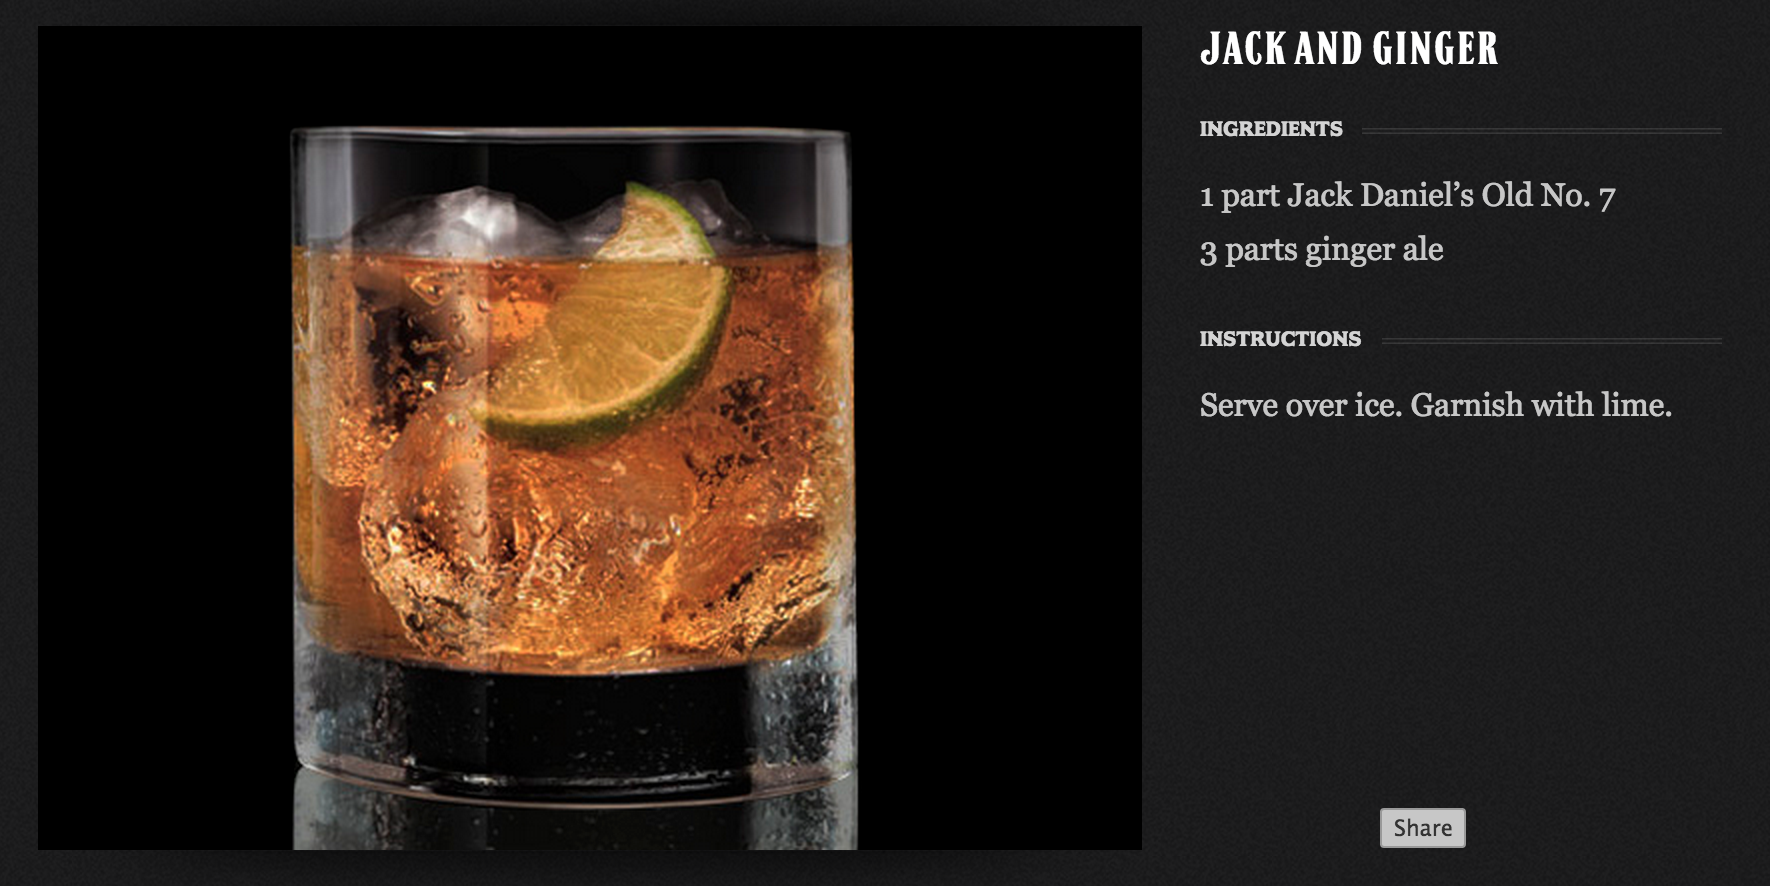 JACK AND GINGER
INGREDIENTS
1 part Jack Daniel’s Old No. 7
3 parts ginger ale
INSTRUCTIONS
Serve over ice. Garnish with lime.
Share